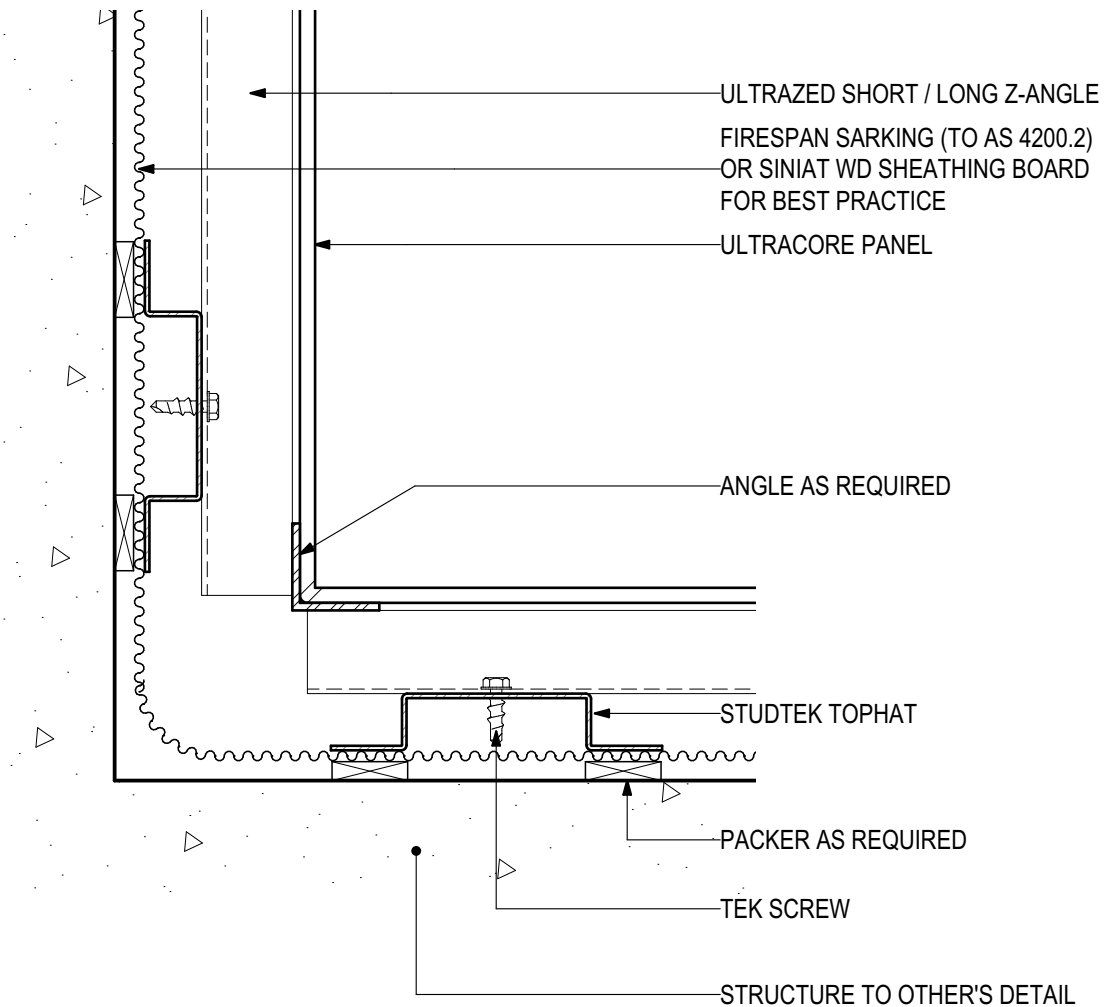 ULTRAZED SHORT / LONG Z-ANGLE
FIRESPAN SARKING (TO AS 4200.2)
OR SINIAT WD SHEATHING BOARD
FOR BEST PRACTICE
ULTRACORE PANEL
ANGLE AS REQUIRED
STUDTEK TOPHAT
PACKER AS REQUIRED
TEK SCREW
STRUCTURE TO OTHER'S DETAIL